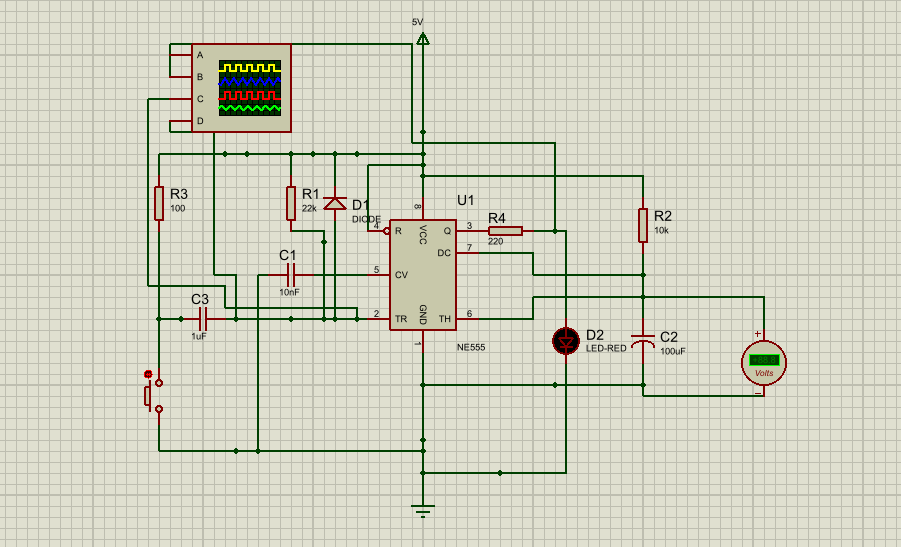 5V
A
B
C
D
R3
100
R1
22k
D1
DIODE
C1
10nF
C3
1uF
U1
8
VCC
4
R
5
CV
2
TR
Q
3
DC
7
TH
6
GND
1
NE555
R4
220
R2
10k
D2
LED-RED
C2
100uF
+
Volts
−